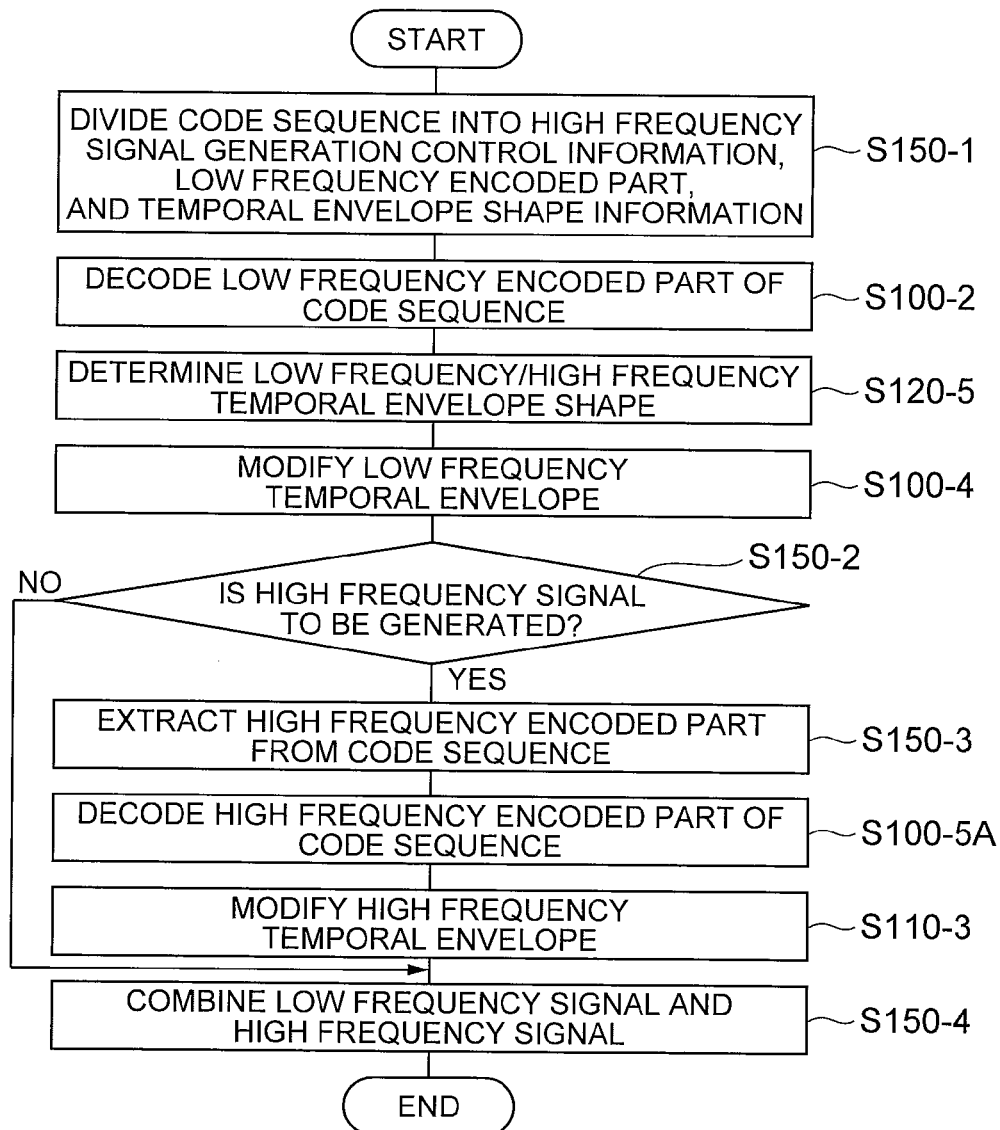 START
DIVIDE CODE SEQUENCE INTO HIGH FREQUENCY
SIGNAL GENERATION CONTROL INFORMATION,
LOW FREQUENCY ENCODED PART,
AND TEMPORAL ENVELOPE SHAPE INFORMATION
S150-1
DECODE LOW FREQUENCY ENCODED PART OF
CODE SEQUENCE
S100-2
DETERMINE LOW FREQUENCY/HIGH FREQUENCY
TEMPORAL ENVELOPE SHAPE
S120-5
MODIFY LOW FREQUENCY
TEMPORAL ENVELOPE
S100-4
S150-2
NO
IS HIGH FREQUENCY SIGNAL
TO BE GENERATED?
YES
EXTRACT HIGH FREQUENCY ENCODED PART
FROM CODE SEQUENCE
S150-3
DECODE HIGH FREQUENCY ENCODED PART OF
CODE SEQUENCE
S100-5A
MODIFY HIGH FREQUENCY
TEMPORAL ENVELOPE
S110-3
COMBINE LOW FREQUENCY SIGNAL AND
HIGH FREQUENCY SIGNAL
S150-4
END